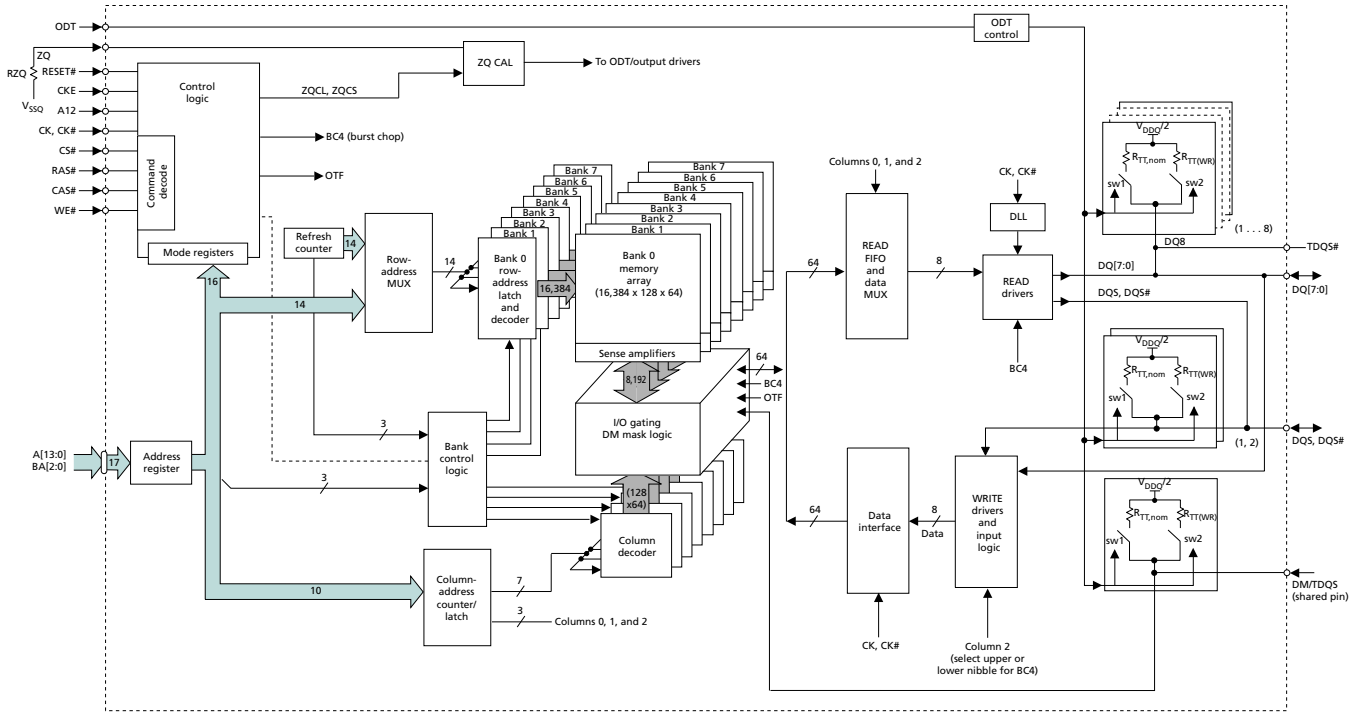 ODT
ODT
control
ZQ
RZQ
VSSQ
RESET#
CKE
A12
CK, CK#
CS#
RAS#
CAS#
WE#
Control
logic
Command
decode
Mode registers
ZQ CAL
To ODT/output drivers
ZQCL, ZQCS
BC4 (burst chop)
OTF
Refresh
counter
14
16
14
Row-
address
MUX
14
Bank 7
Bank 6
Bank 5
Bank 4
Bank 3
Bank 2
Bank 1
Bank 0
row-
address
latch
and
decoder
16,384
Bank 7
Bank 6
Bank 5
Bank 4
Bank 3
Bank 2
Bank 1
Bank 0
memory
array
(16,384 x 128 x 64)
Sense amplifiers
8,192
I/O gating
DM mask logic
64
BC4
OTF
(128
x64)
Column
decoder
A[13:0]
BA[2:0]
17
Address
register
3
3
Bank
control
logic
10
Column-
address
counter/
latch
7
3
Columns 0, 1, and 2
Columns 0, 1, and 2
64
READ
FIFO
and
data
MUX
8
CK, CK#
DLL
READ
drivers
BC4
DQ8
DQ[7:0]
DQS, DQS#
64
Data
interface
8
Data
WRITE
drivers
and
input
logic
CK, CK#
Column 2
(select upper or
lower nibble for BC4)
VDDQ/2
RTT,nom
RTT(WR)
sw1
sw2
(1 . . . 8)
TDQS#
DQ[7:0]
VDDQ/2
RTT,nom
RTT(WR)
sw1
sw2
(1, 2)
DQS, DQS#
VDDQ/2
RTT,nom
RTT(WR)
sw1
sw2
DM/TDQS
(shared pin)